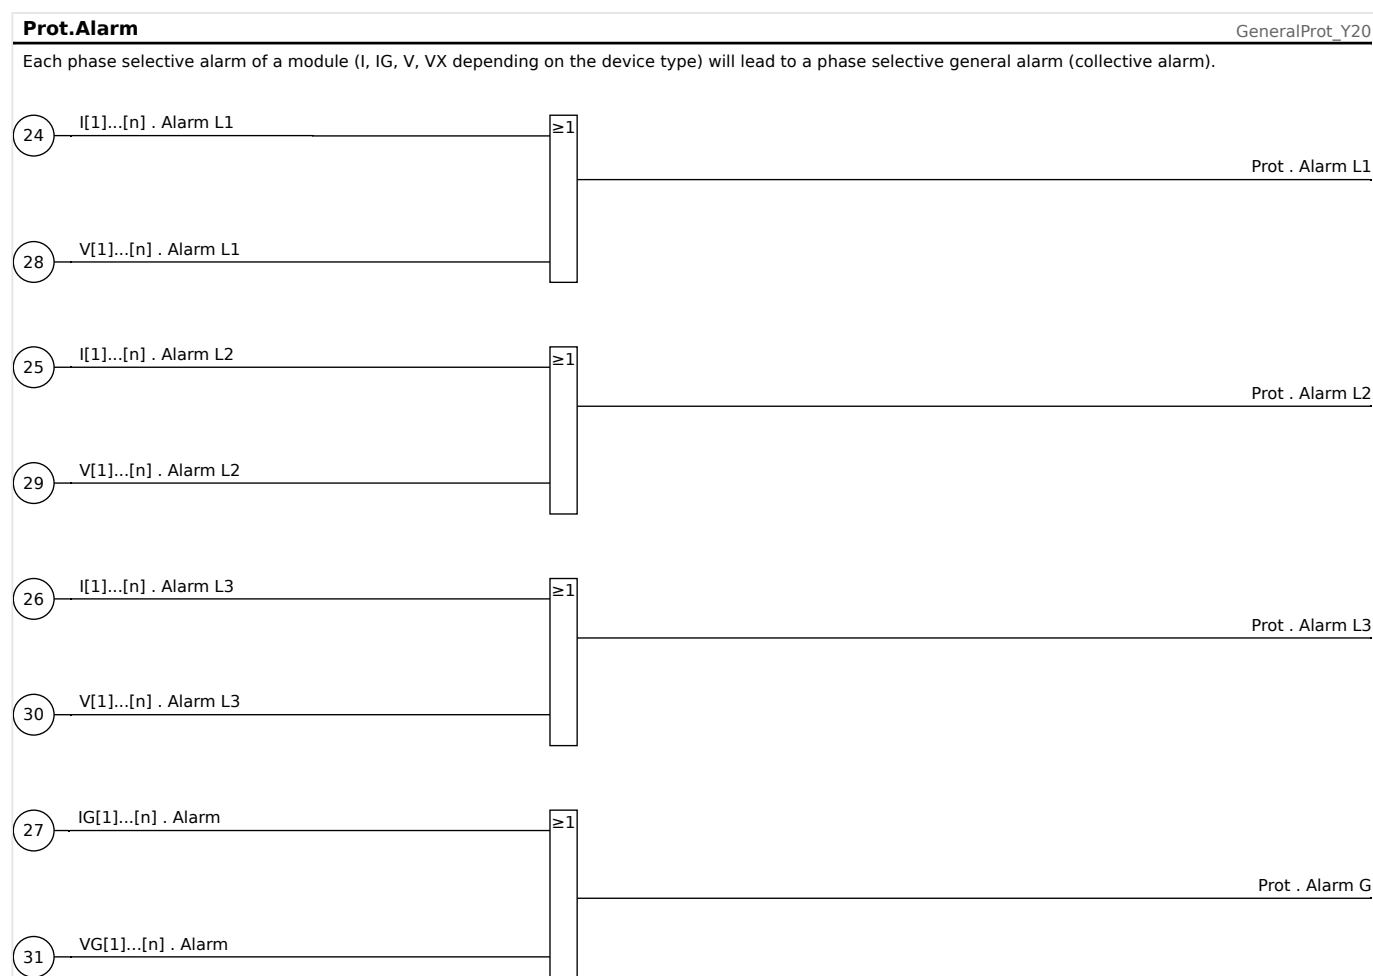 Prot.Alarm
GeneralProt_Y20
Each phase selective alarm of a module (I, IG, V, VX depending on the device type) will lead to a phase selective general alarm (collective alarm).
24
I[1]...[n] . Alarm L1
≥1
Prot . Alarm L1
28
V[1]...[n] . Alarm L1
25
I[1]...[n] . Alarm L2
≥1
Prot . Alarm L2
29
V[1]...[n] . Alarm L2
26
I[1]...[n] . Alarm L3
≥1
Prot . Alarm L3
30
V[1]...[n] . Alarm L3
27
IG[1]...[n] . Alarm
≥1
Prot . Alarm G
31
VG[1]...[n] . Alarm